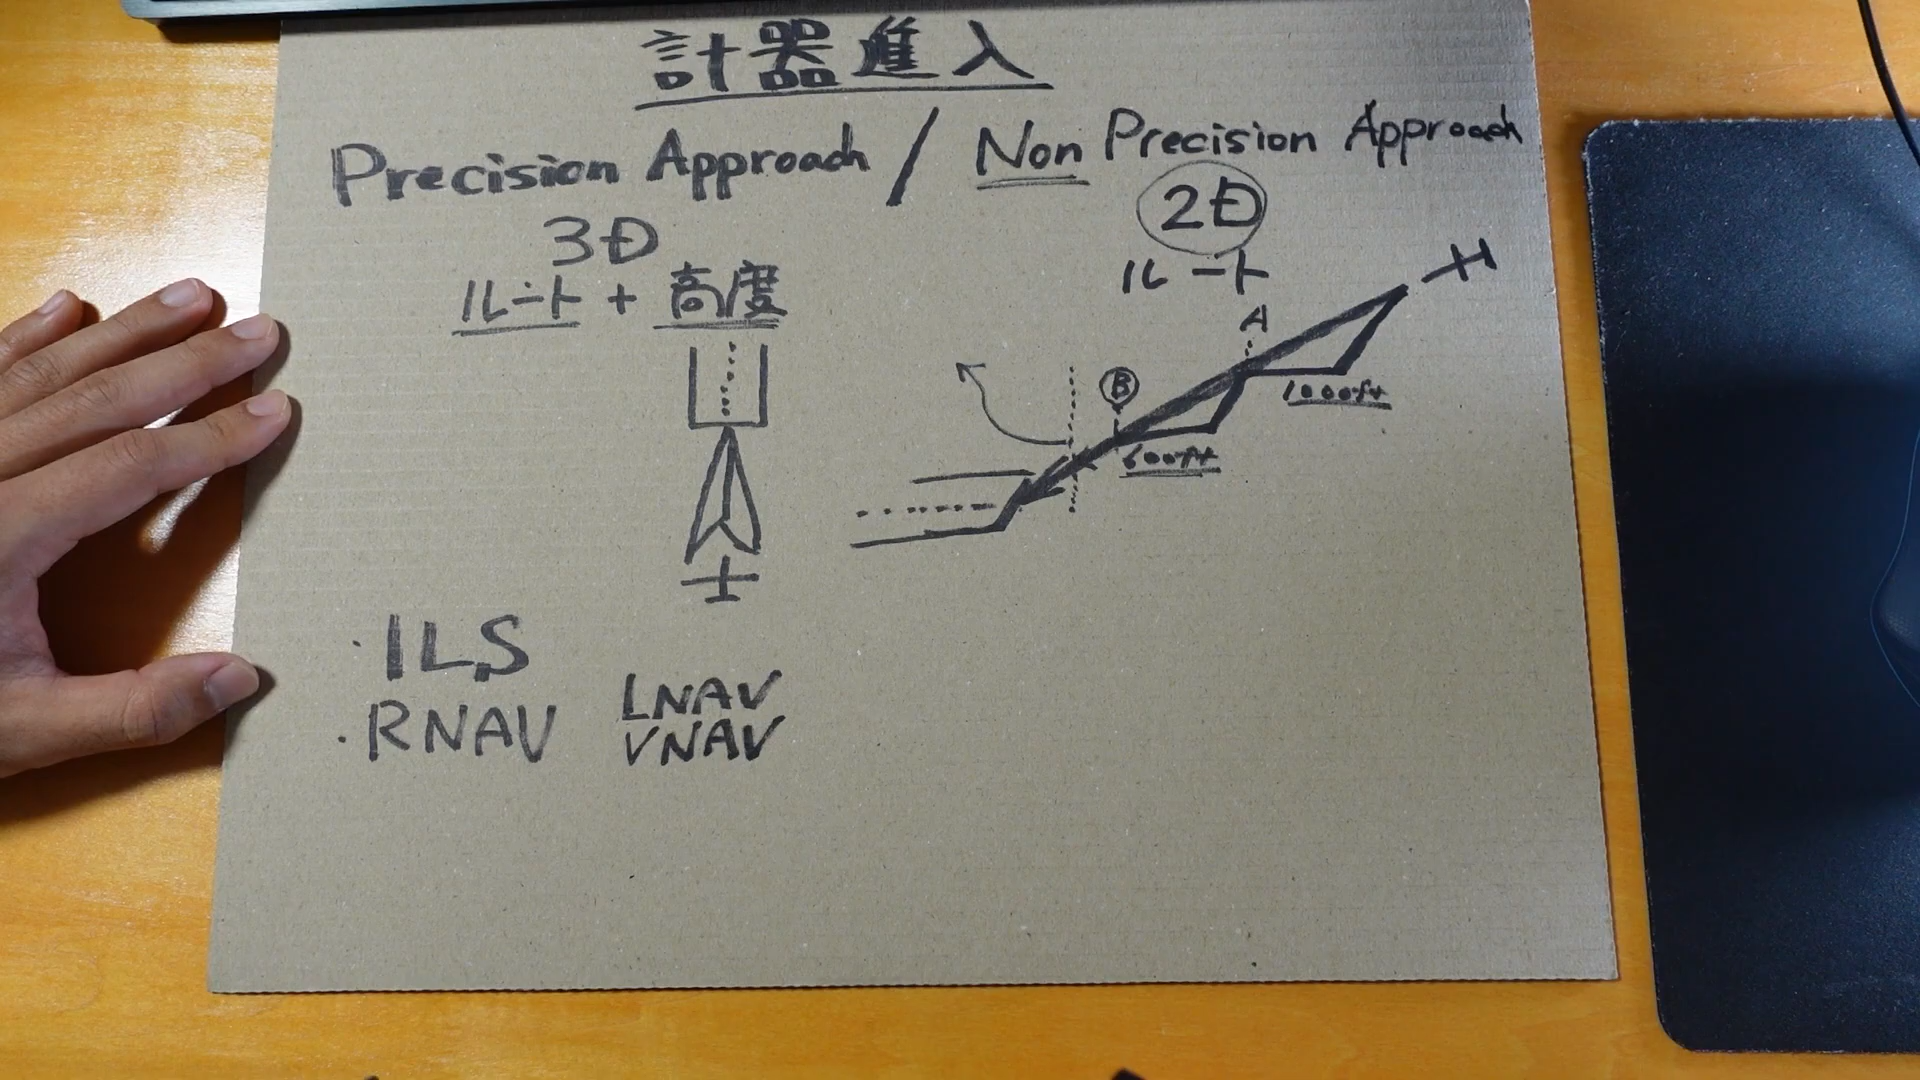 計器進入
Precision Approach / Non Precision Approach
3D
ルート + 高度
2D
ルート
A
1000ft
B
600ft
・ILS
・RNAV
LNAV
VNAV